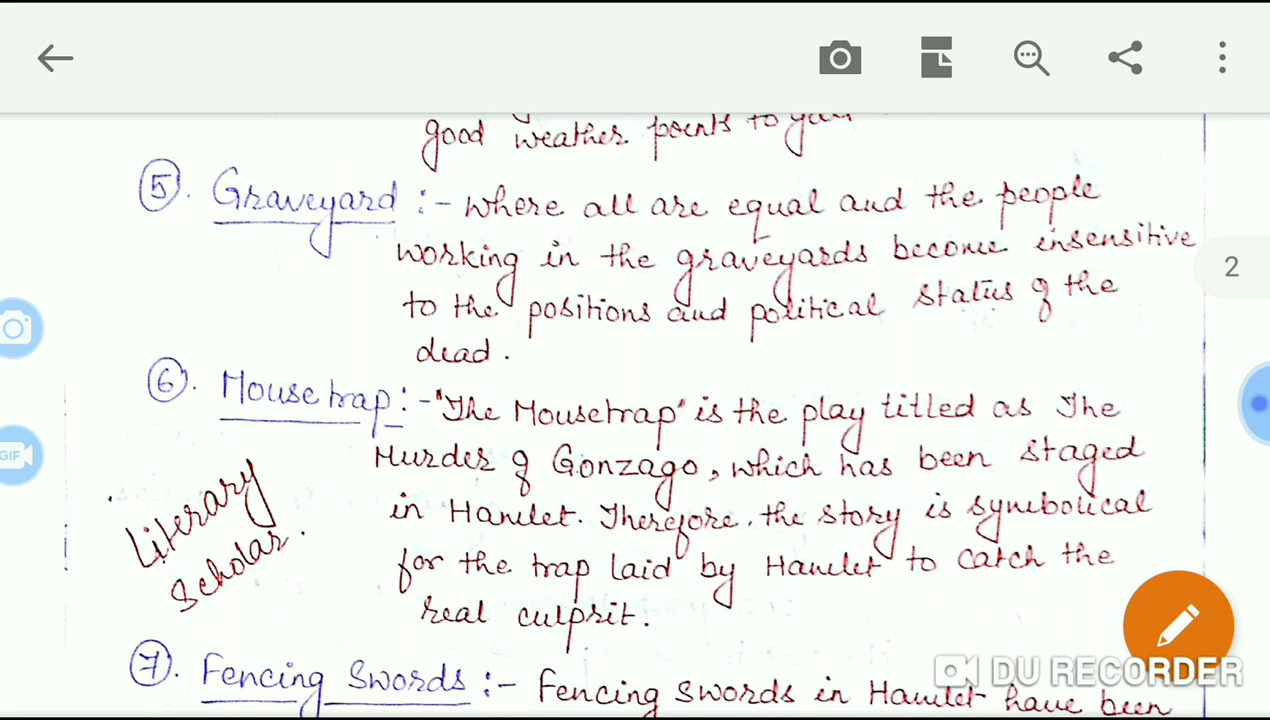 good weather points to
5. Graveyard :- where all are equal and the people
working in the graveyards become insensitive
to the positions and political status of the
dead.
2
6. Mousetrap :- "The Mousetrap" is the play titled as The
Murder of Gonzago, which has been staged
in Hamlet. Therefore, the story is symbolical
for the trap laid by Hamlet to catch the
real culprit.
Literary
Scholar.
7. Fencing Swords :- Fencing swords in Hamlet have been
GIF
DU RECORDER